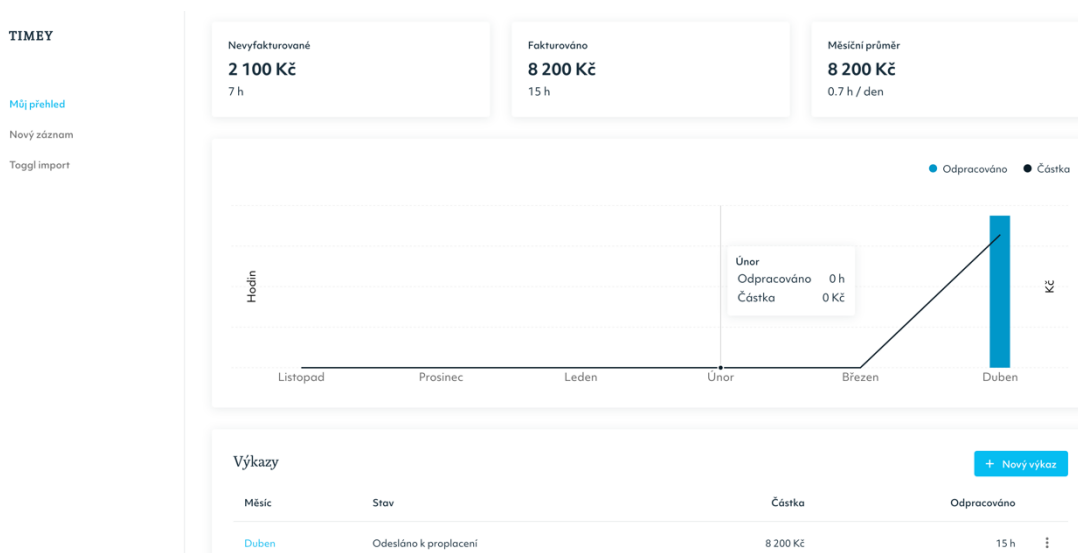 TIMEY
Můj přehled
Nový záznam
Toggl import
Nevyfakturované
2 100 Kč
7 h
Fakturováno
8 200 Kč
15 h
Měsíční průměr
8 200 Kč
0.7 h / den
Odpracováno Částka
Hodin
Kč
Únor
Odpracováno 0 h
Částka 0 Kč
Listopad Prosinec Leden Únor Březen Duben
Výkazy
+ Nový výkaz
Měsíc Stav Částka Odpracováno
Duben Odesláno k proplacení 8 200 Kč 15 h